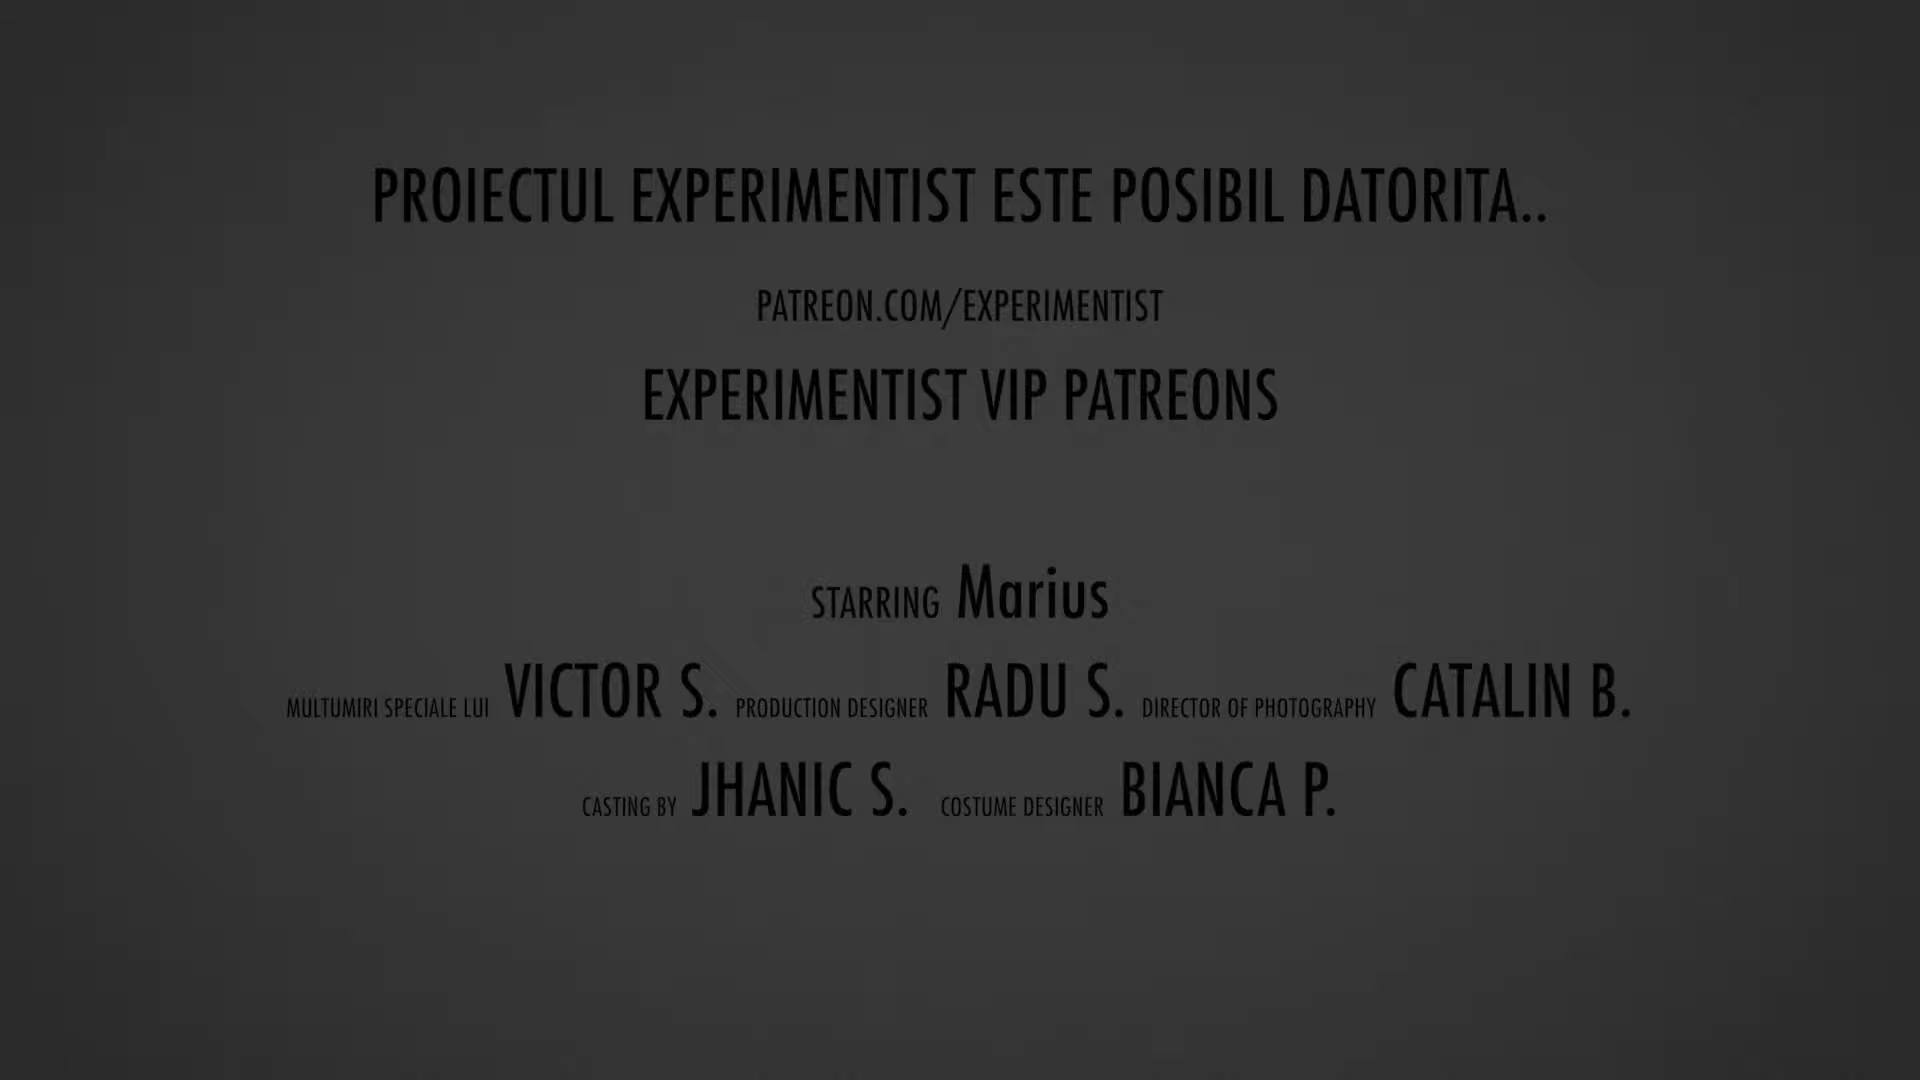 PROIECTUL EXPERIMENTIST ESTE POSIBIL DATORITA..
PATREON.COM/EXPERIMENTIST
EXPERIMENTIST VIP PATREONS
STARRING Marius
MULTUMIRI SPECIALE LUI VICTOR S. PRODUCTION DESIGNER RADU S. DIRECTOR OF PHOTOGRAPHY CATALIN B.
CASTING BY JHANIC S. COSTUME DESIGNER BIANCA P.